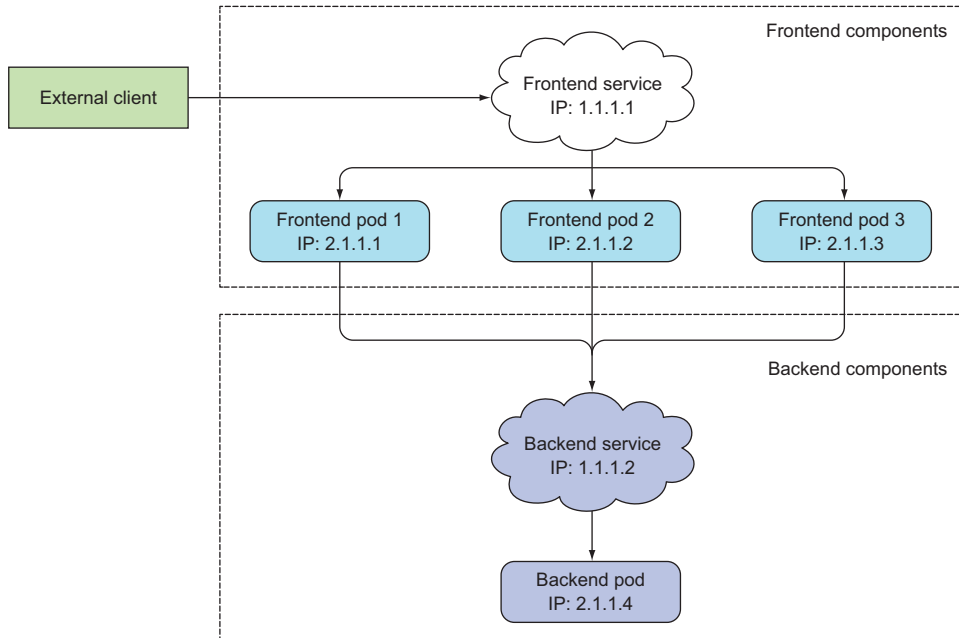 Frontend components
External client
Frontend service
IP: 1.1.1.1
Frontend pod 1
IP: 2.1.1.1
Frontend pod 2
IP: 2.1.1.2
Frontend pod 3
IP: 2.1.1.3
Backend components
Backend service
IP: 1.1.1.2
Backend pod
IP: 2.1.1.4